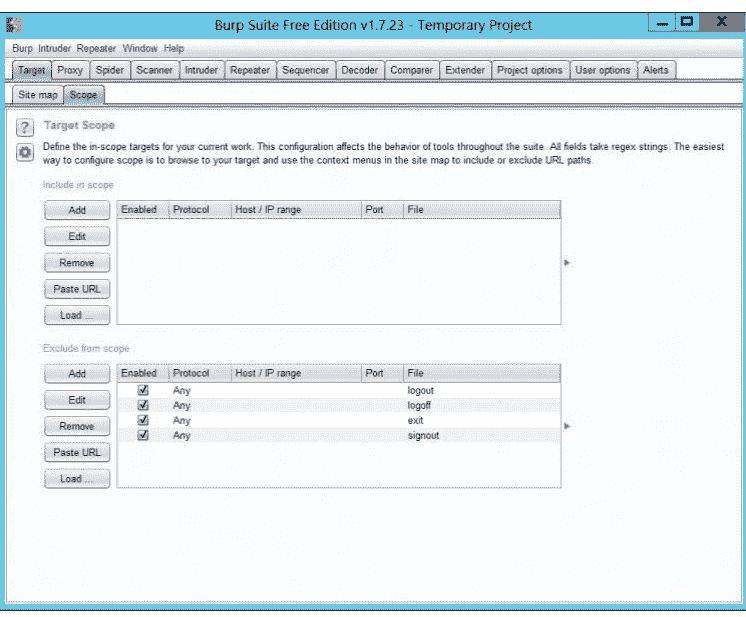 Burp Suite Free Edition v1.7.23 - Temporary Project
Burp Intruder Repeater Window Help
Target Proxy Spider Scanner Intruder Repeater Sequencer Decoder Comparer Extender Project options User options Alerts
Site map Scope
? Target Scope
Define the in-scope targets for your current work. This configuration affects the behavior of tools throughout the suite. All fields take regex strings. The easiest
way to configure scope is to browse to your target and use the context menus in the site map to include or exclude URL paths.
Include in scope
Add Enabled Protocol Host / IP range Port File
Edit
Remove
Paste URL
Load ...
Exclude from scope
Add Enabled Protocol Host / IP range Port File
Any logout
Edit
Any logoff
Any exit
Remove
Any signout
Paste URL
Load ...